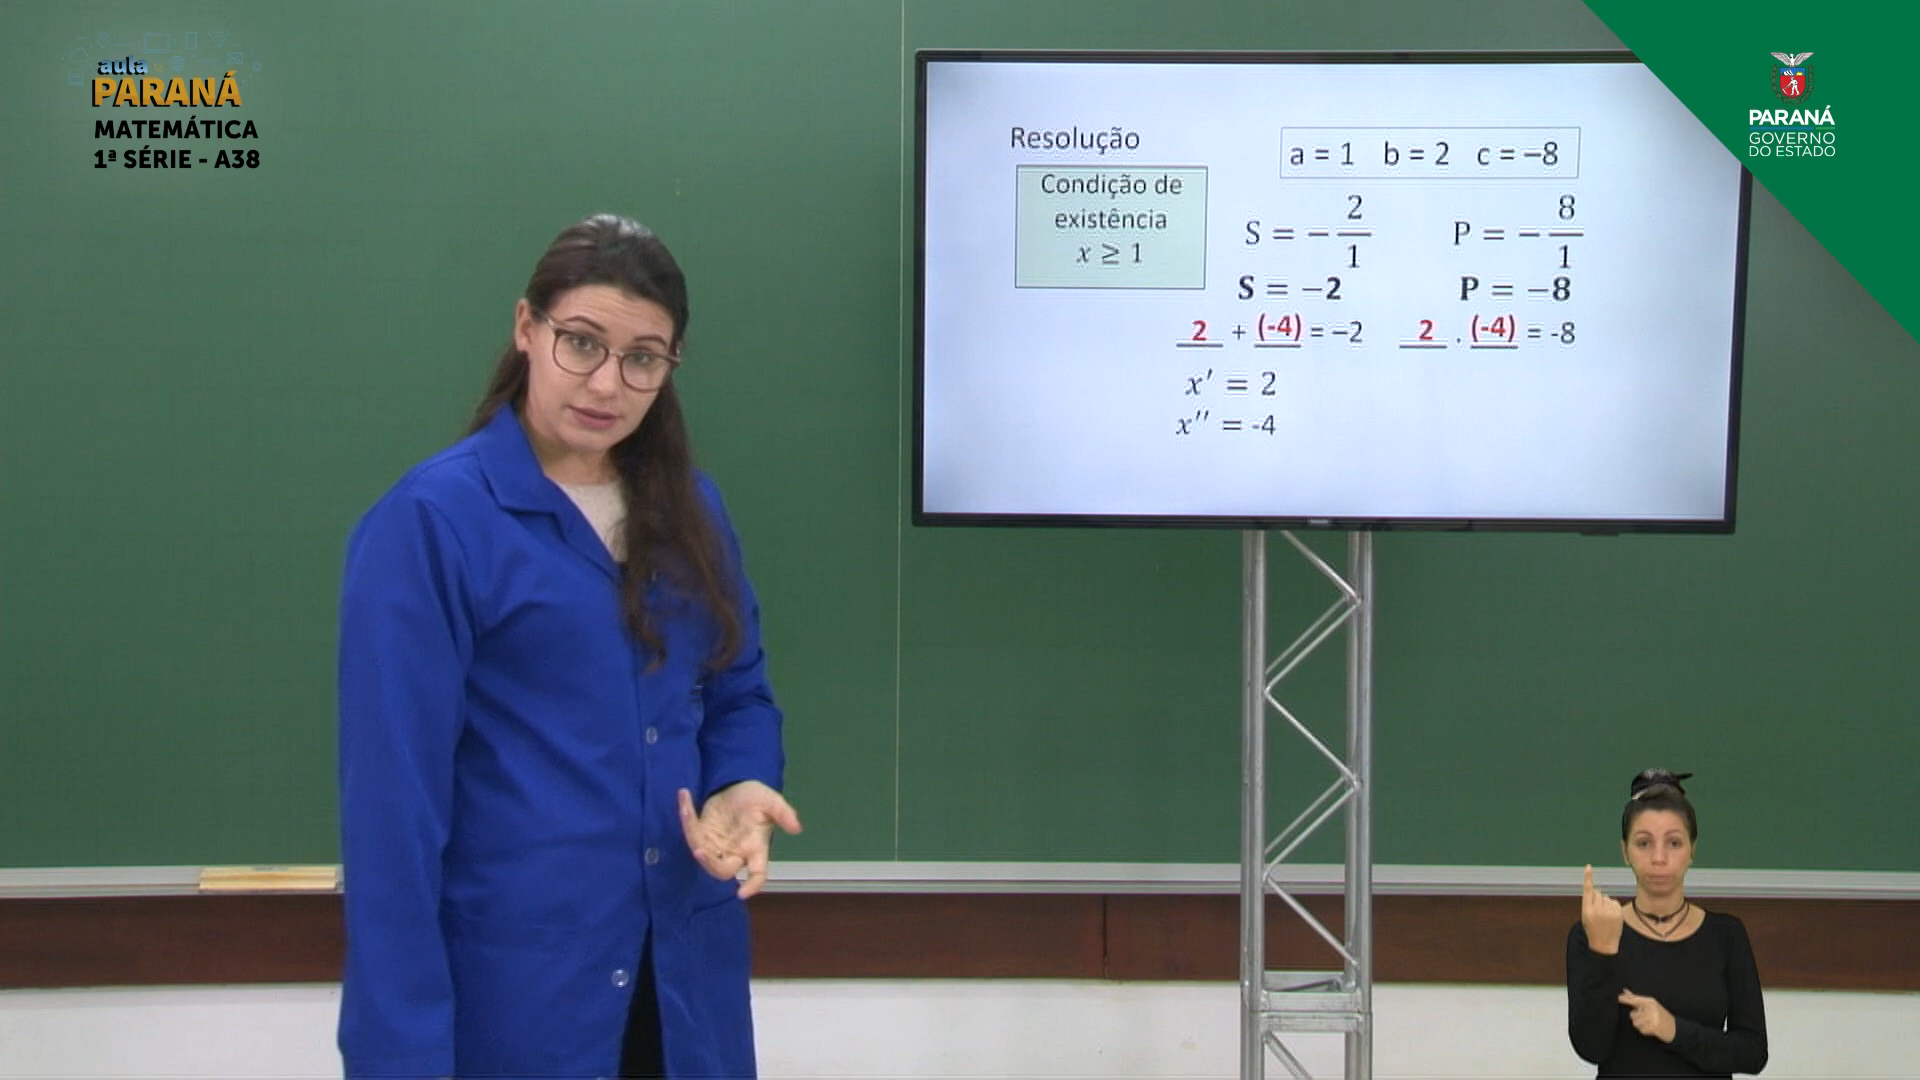 aula
PARANÁ
MATEMÁTICA
1ª SÉRIE - A38
Resolução
Condição de
existência
x ≥ 1
a = 1 b = 2 c = –8
S = − 2/1
P = − 8/1
S = −2
P = −8
2 + (-4) = −2
2 . (-4) = -8
x′ = 2
x′′ = -4
PARANÁ
GOVERNO
DO ESTADO